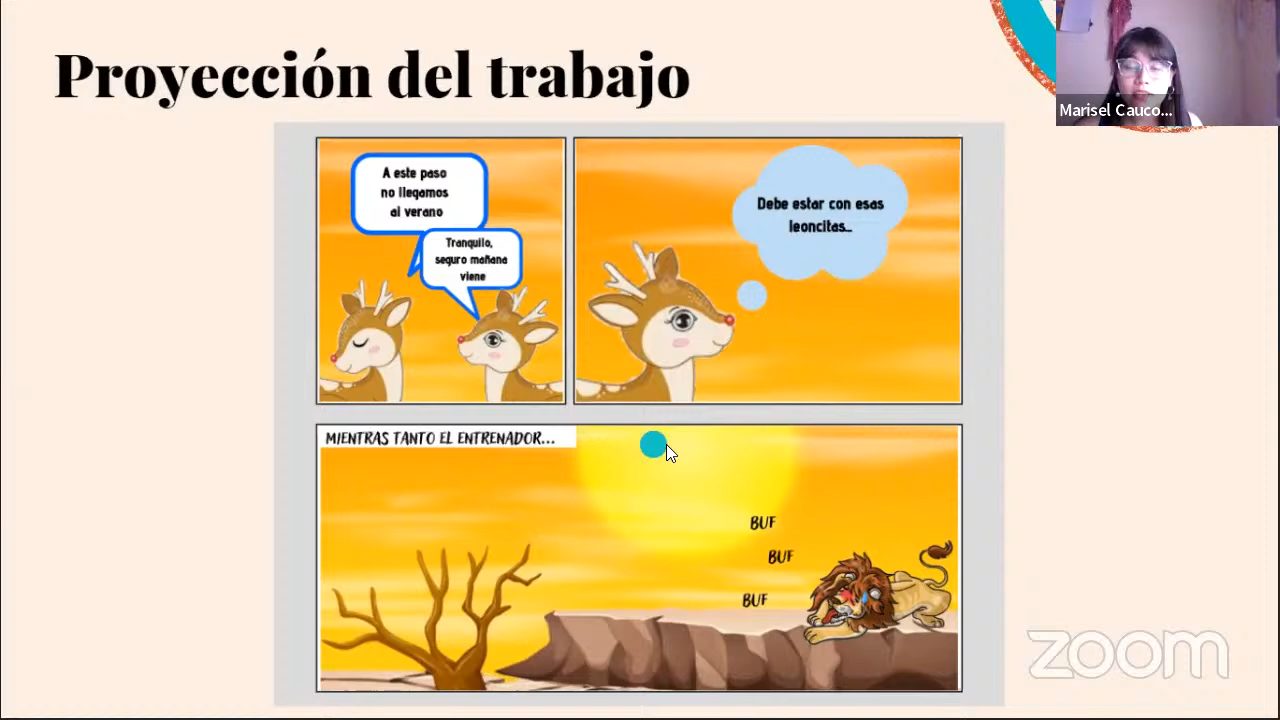 Proyección del trabajo
Marisel Cauco...
A este paso
no llegamos
al verano
Tranquilo,
seguro mañana
viene
Debe estar con esas
leoncitas...
MIENTRAS TANTO EL ENTRENADOR...
BUF
BUF
BUF
zoom